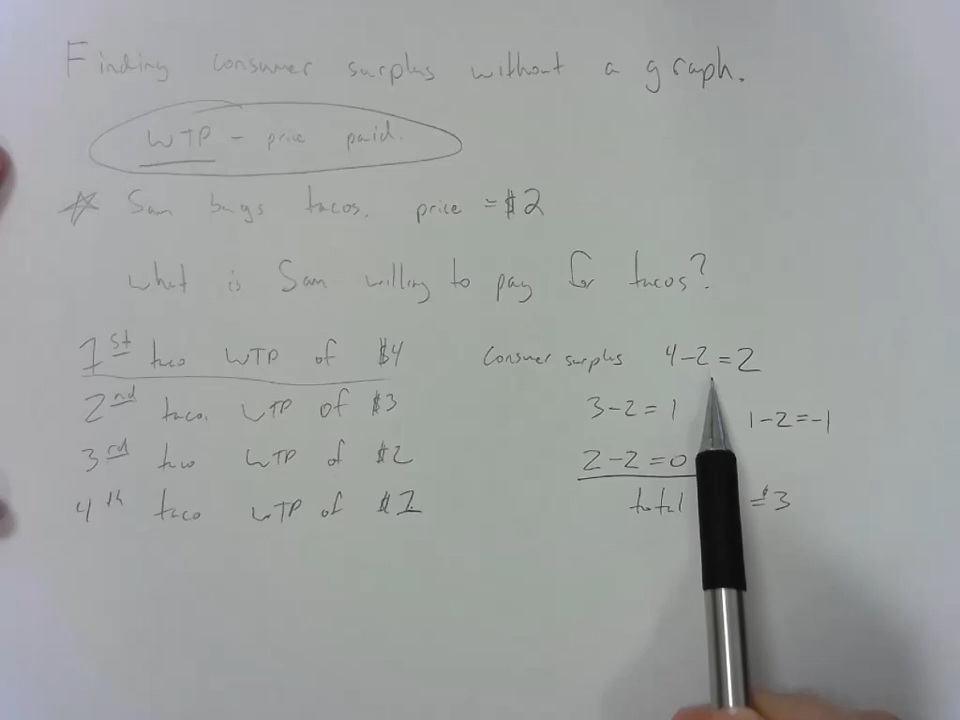 Finding consumer surplus without a graph.
WTP - price paid.
Sam buys tacos. price = $2
what is Sam willing to pay for tacos?
1st taco WTP of $4 Consumer surplus 4-2=2
2nd taco. WTP of $3 3-2=1 1-2=-1
3rd taco WTP of $2 2-2=0
4th taco WTP of $1 total =$3